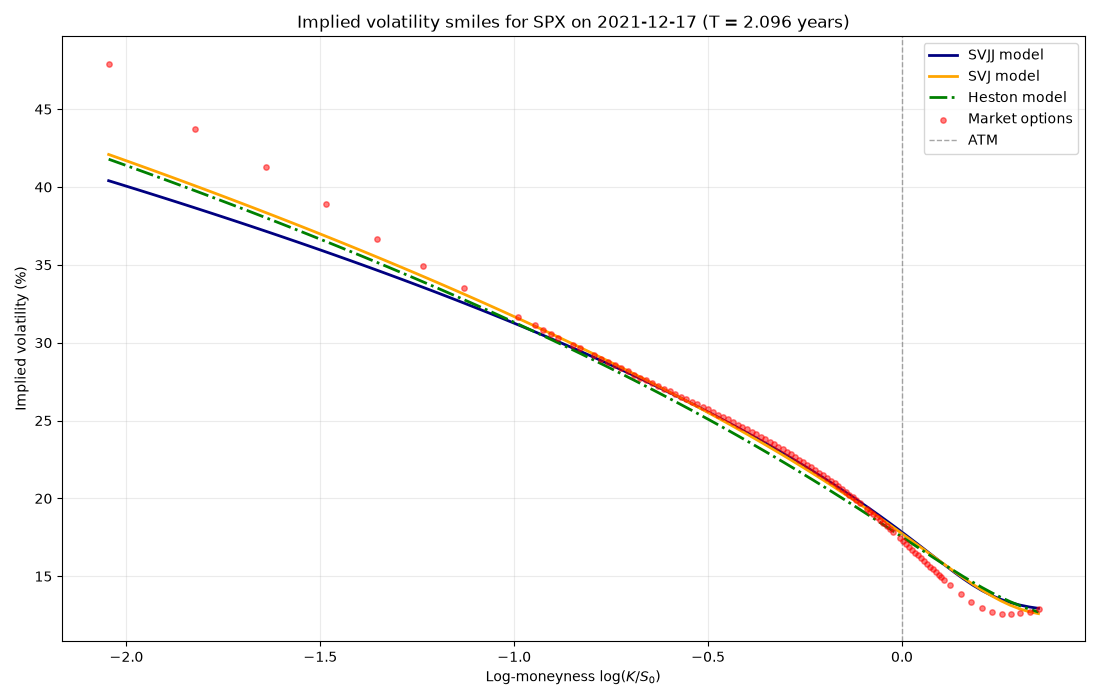 Implied volatility smiles for SPX on 2021-12-17 (T = 2.096 years)
SVJJ model
SVJ model
Heston model
Market options
ATM
Implied volatility (%)
45
40
35
30
25
20
15
−2.0
−1.5
−1.0
−0.5
0.0
Log-moneyness log(K/S₀)